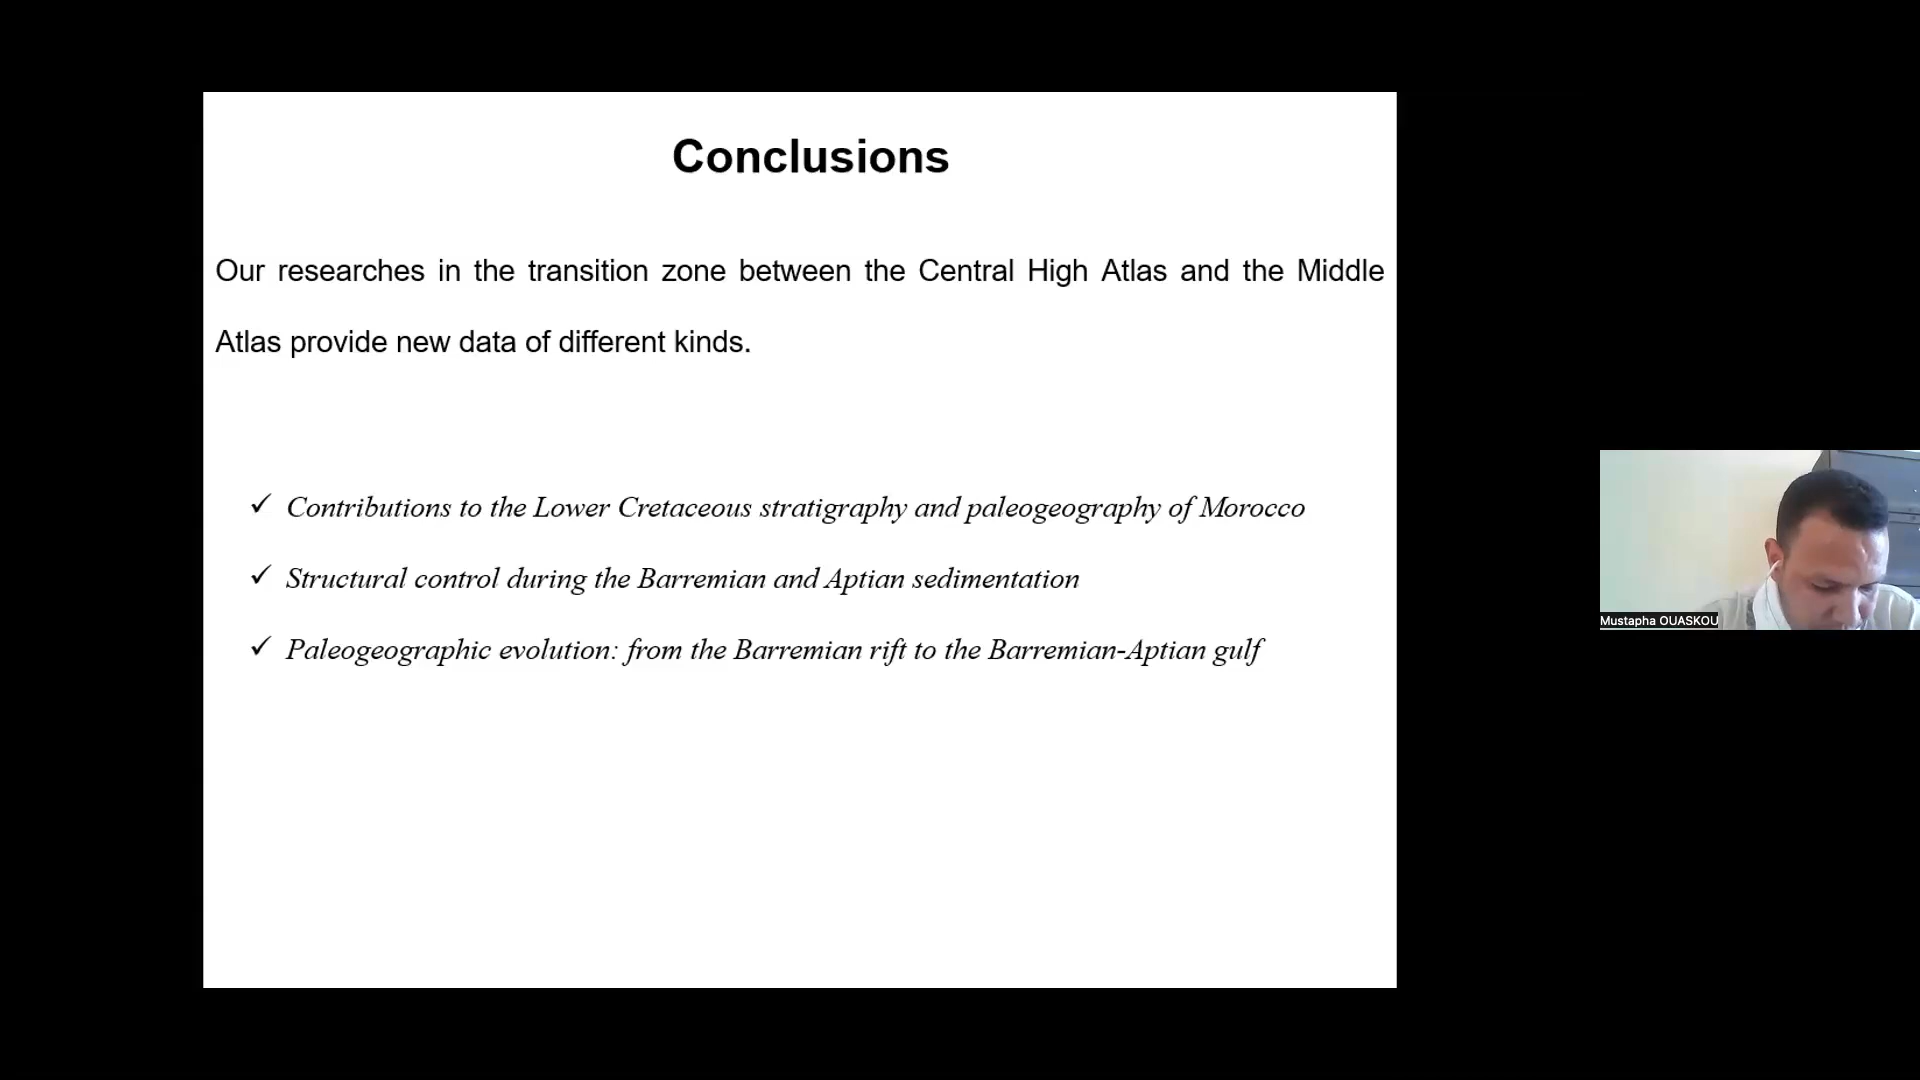 Conclusions
Our researches in the transition zone between the Central High Atlas and the Middle
Atlas provide new data of different kinds.
✓ Contributions to the Lower Cretaceous stratigraphy and paleogeography of Morocco
✓ Structural control during the Barremian and Aptian sedimentation
✓ Paleogeographic evolution: from the Barremian rift to the Barremian-Aptian gulf
Mustapha OUASKOU